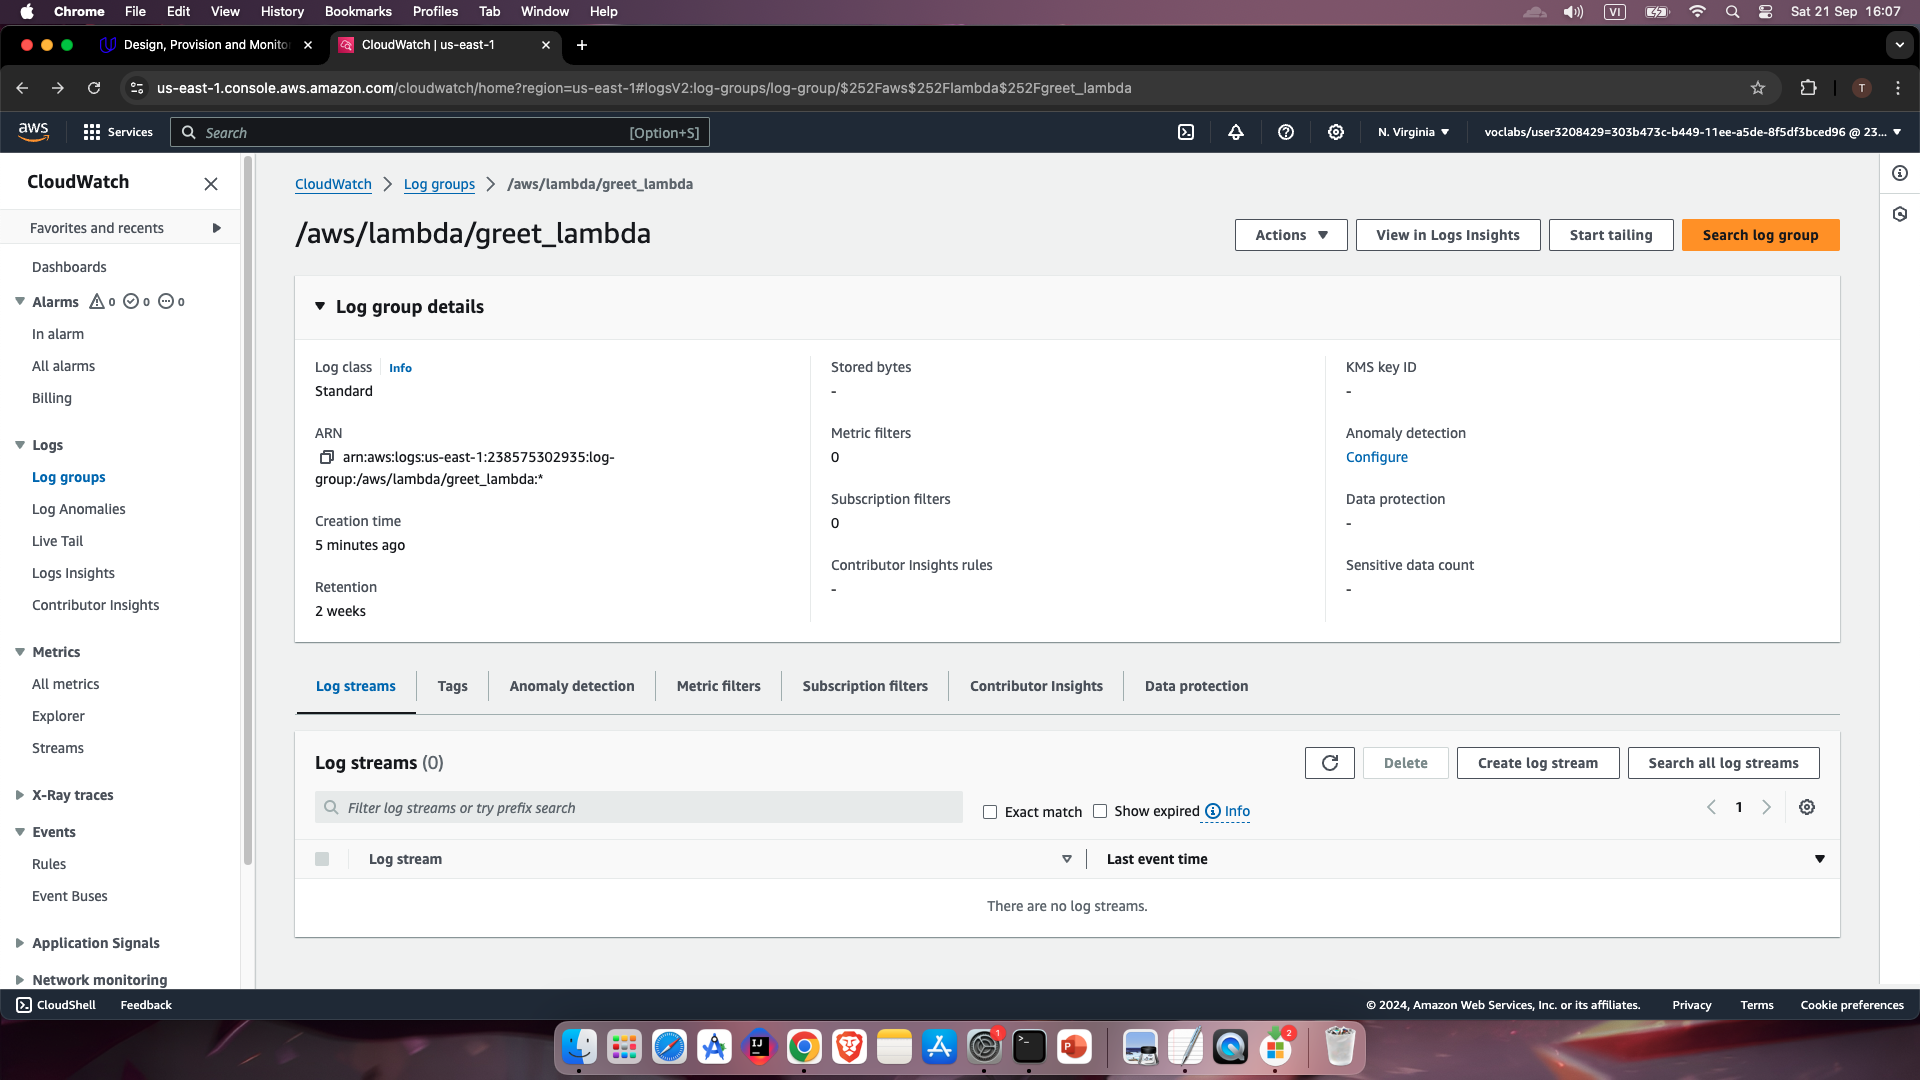 Chrome File Edit View History Bookmarks Profiles Tab Window Help VI Sat 21 Sep 16:07
Design, Provision and Monito CloudWatch | us-east-1
us-east-1.console.aws.amazon.com/cloudwatch/home?region=us-east-1#logsV2:log-groups/log-group/$252Faws$252Flambda$252Fgreet_lambda T
aws Services Search [Option+S] N. Virginia voclabs/user3208429=303b473c-b449-11ee-a5de-8f5df3bced96 @ 23...
CloudWatch
Favorites and recents
Dashboards
Alarms 0 0 0
In alarm
All alarms
Billing
Logs
Log groups
Log Anomalies
Live Tail
Logs Insights
Contributor Insights
Metrics
All metrics
Explorer
Streams
X-Ray traces
Events
Rules
Event Buses
Application Signals
Network monitoring
CloudWatch Log groups /aws/lambda/greet_lambda
/aws/lambda/greet_lambda
Actions View in Logs Insights Start tailing Search log group
Log group details
Log class Info
Standard
ARN
arn:aws:logs:us-east-1:238575302935:log-
group:/aws/lambda/greet_lambda:*
Creation time
5 minutes ago
Retention
2 weeks
Stored bytes
-
Metric filters
0
Subscription filters
0
Contributor Insights rules
-
KMS key ID
-
Anomaly detection
Configure
Data protection
-
Sensitive data count
-
Log streams Tags Anomaly detection Metric filters Subscription filters Contributor Insights Data protection
Log streams (0)
Delete Create log stream Search all log streams
Filter log streams or try prefix search Exact match Show expired Info 1
Log stream Last event time
There are no log streams.
CloudShell Feedback © 2024, Amazon Web Services, Inc. or its affiliates. Privacy Terms Cookie preferences
IJ 1 P 2